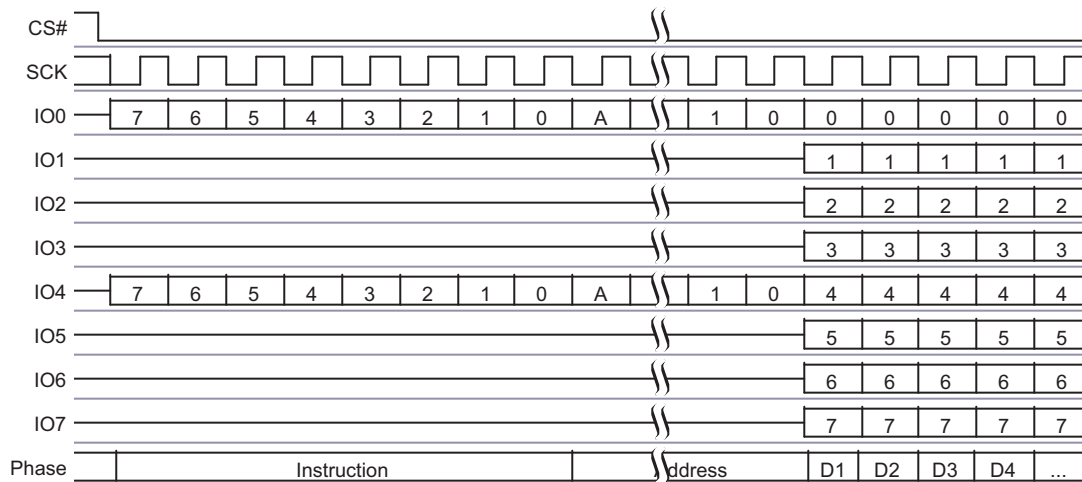 CS#
SCK
IO0 7 6 5 4 3 2 1 0 A 1 0 0 0 0 0 0
IO1 1 1 1 1 1
IO2 2 2 2 2 2
IO3 3 3 3 3 3
IO4 7 6 5 4 3 2 1 0 A 1 0 4 4 4 4 4
IO5 5 5 5 5 5
IO6 6 6 6 6 6
IO7 7 7 7 7 7
Phase Instruction Address D1 D2 D3 D4 ...